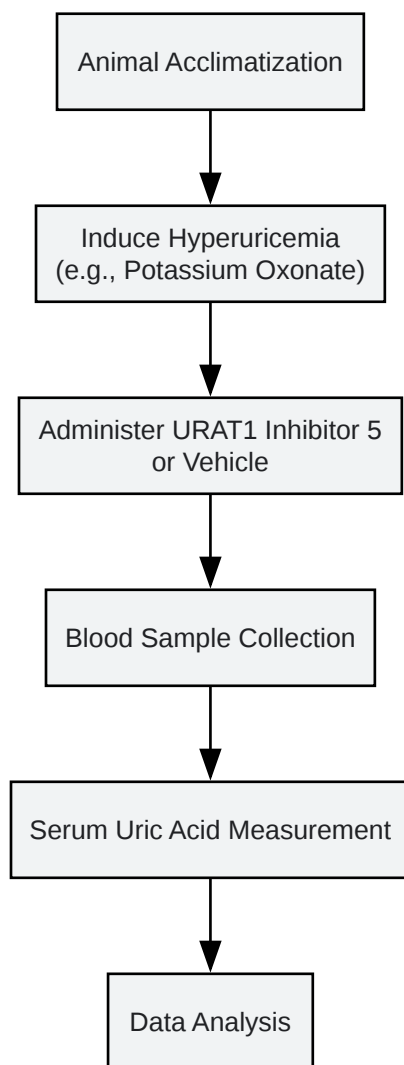 Animal Acclimatization
Induce Hyperuricemia
(e.g., Potassium Oxonate)
Administer URAT1 Inhibitor 5
or Vehicle
Blood Sample Collection
Serum Uric Acid Measurement
Data Analysis